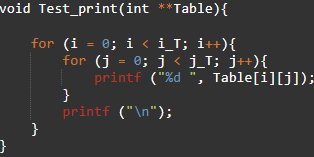 void Test_print(int **Table){
for (i = 0; i < i_T; i++){
for (j = 0; j < j_T; j++){
printf ("%d ", Table[i][j]);
}
printf ("\n");
}
}